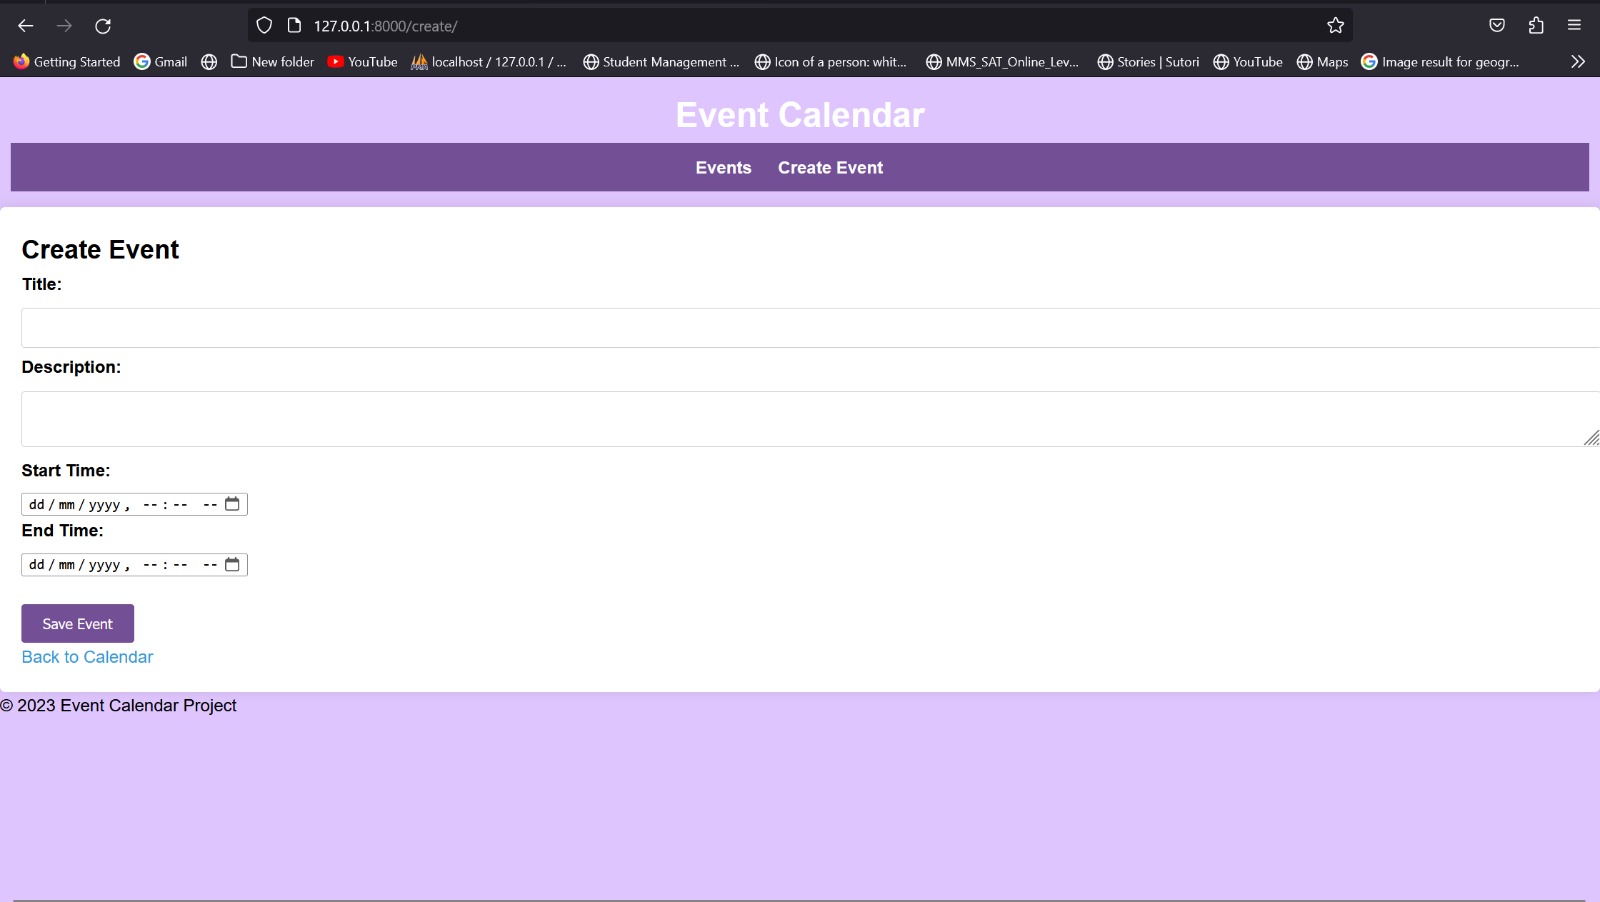 127.0.0.1:8000/create/
Getting Started Gmail New folder YouTube localhost / 127.0.0.1 / ... Student Management ... Icon of a person: whit... MMS_SAT_Online_Lev... Stories | Sutori YouTube Maps Image result for geogr...
Event Calendar
Events Create Event
Create Event
Title:
Description:
Start Time:
dd/mm/yyyy, --:-- --
End Time:
dd/mm/yyyy, --:-- --
Save Event
Back to Calendar
© 2023 Event Calendar Project